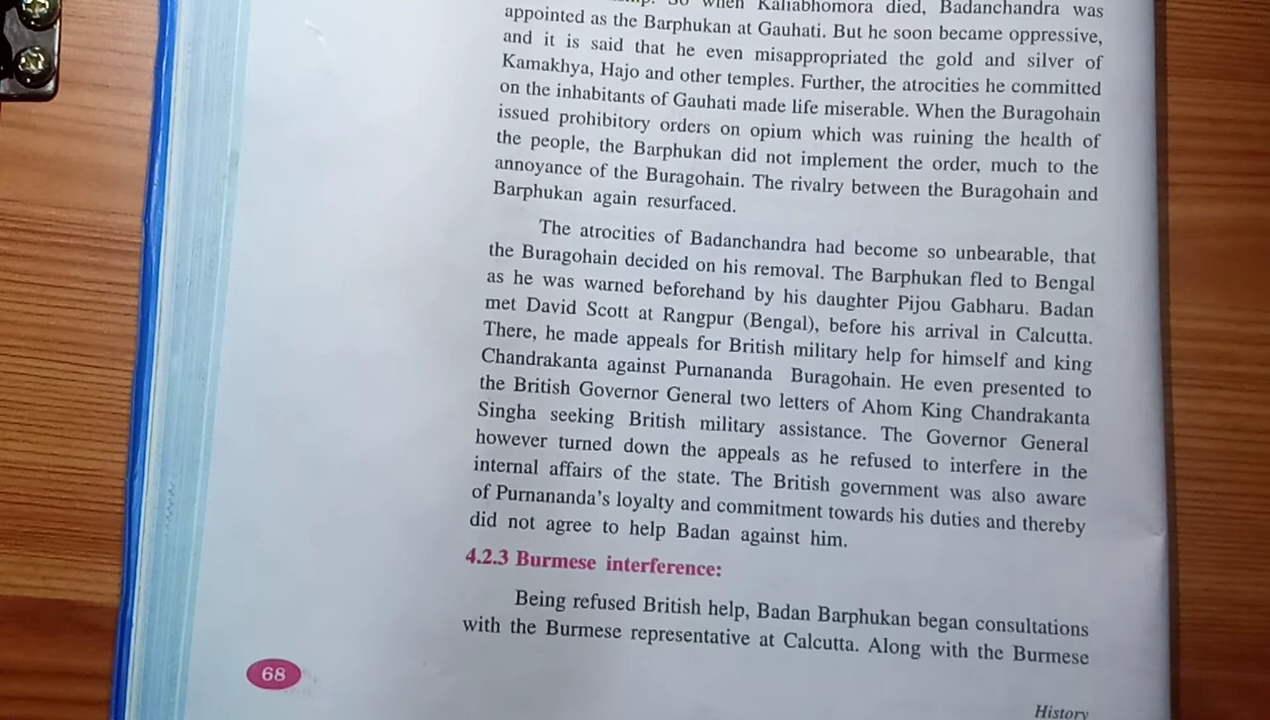 when Kaliabhomora died, Badanchandra was
appointed as the Barphukan at Gauhati. But he soon became oppressive,
and it is said that he even misappropriated the gold and silver of
Kamakhya, Hajo and other temples. Further, the atrocities he committed
on the inhabitants of Gauhati made life miserable. When the Buragohain
issued prohibitory orders on opium which was ruining the health of
the people, the Barphukan did not implement the order, much to the
annoyance of the Buragohain. The rivalry between the Buragohain and
Barphukan again resurfaced.
The atrocities of Badanchandra had become so unbearable, that
the Buragohain decided on his removal. The Barphukan fled to Bengal
as he was warned beforehand by his daughter Pijou Gabharu. Badan
met David Scott at Rangpur (Bengal), before his arrival in Calcutta.
There, he made appeals for British military help for himself and king
Chandrakanta against Purnananda Buragohain. He even presented to
the British Governor General two letters of Ahom King Chandrakanta
Singha seeking British military assistance. The Governor General
however turned down the appeals as he refused to interfere in the
internal affairs of the state. The British government was also aware
of Purnananda's loyalty and commitment towards his duties and thereby
did not agree to help Badan against him.
4.2.3 Burmese interference:
Being refused British help, Badan Barphukan began consultations
with the Burmese representative at Calcutta. Along with the Burmese
68
History